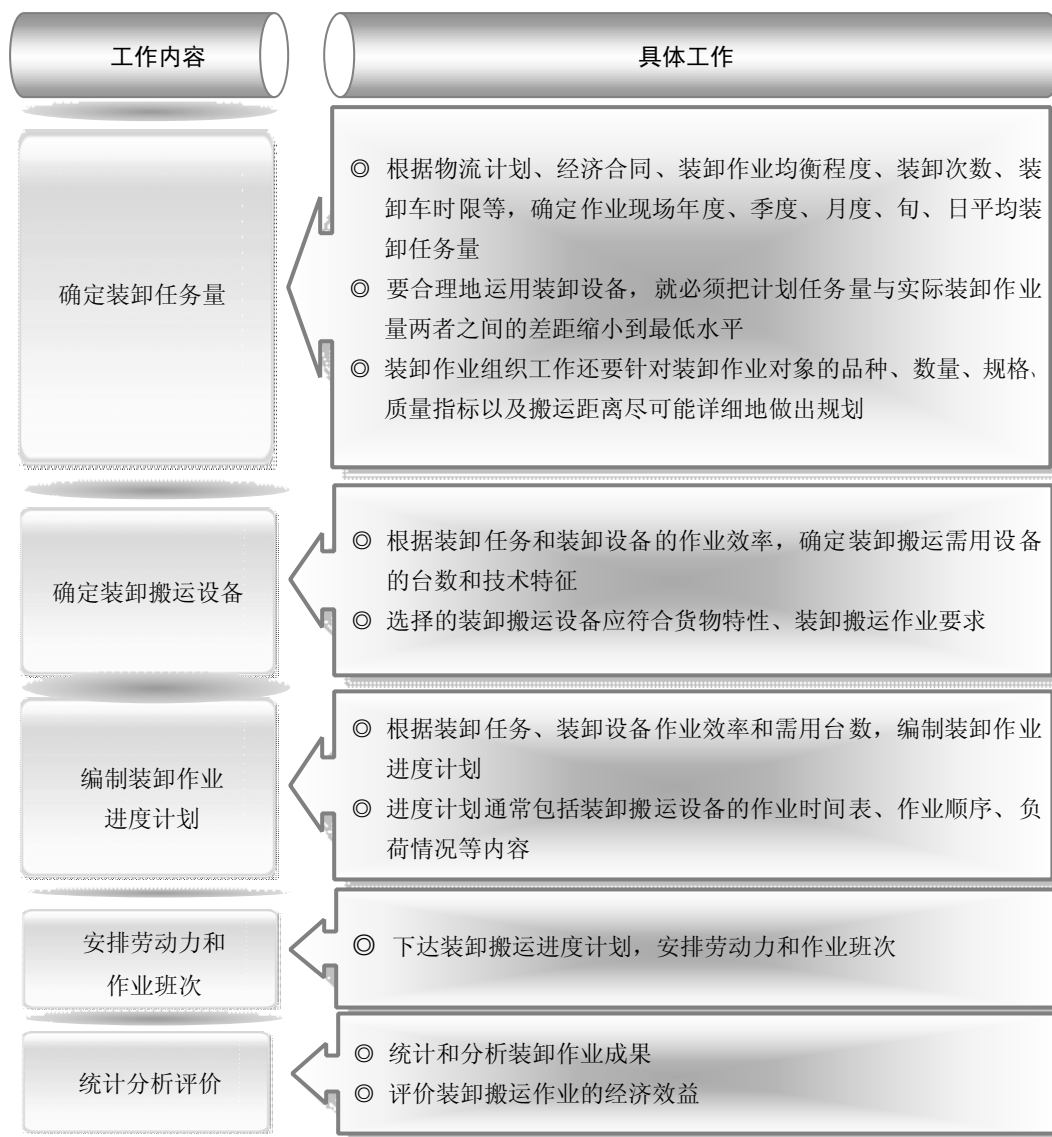 工作内容
具体工作
确定装卸任务量
◎ 根据物流计划、经济合同、装卸作业均衡程度、装卸次数、装
卸车时限等，确定作业现场年度、季度、月度、旬、日平均装
卸任务量
◎ 要合理地运用装卸设备，就必须把计划任务量与实际装卸作业
量两者之间的差距缩小到最低水平
◎ 装卸作业组织工作还要针对装卸作业对象的品种、数量、规格、
质量指标以及搬运距离尽可能详细地做出规划
确定装卸搬运设备
◎ 根据装卸任务和装卸设备的作业效率，确定装卸搬运需用设备
的台数和技术特征
◎ 选择的装卸搬运设备应符合货物特性、装卸搬运作业要求
编制装卸作业
进度计划
◎ 根据装卸任务、装卸设备作业效率和需用台数，编制装卸作业
进度计划
◎ 进度计划通常包括装卸搬运设备的作业时间表、作业顺序、负
荷情况等内容
安排劳动力和
作业班次
◎ 下达装卸搬运进度计划，安排劳动力和作业班次
统计分析评价
◎ 统计和分析装卸作业成果
◎ 评价装卸搬运作业的经济效益